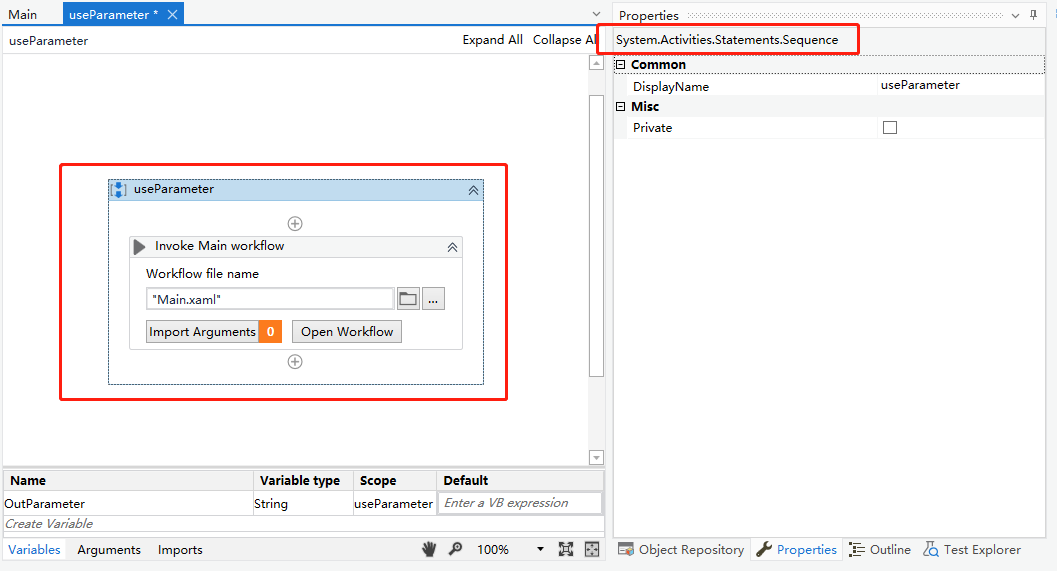 Main
useParameter *
Properties
useParameter
Expand All
Collapse Al
System.Activities.Statements.Sequence
Common
DisplayName
useParameter
Misc
Private
useParameter
Invoke Main workflow
Workflow file name
"Main.xaml"
...
Import Arguments
0
Open Workflow
Name
Variable type
Scope
Default
OutParameter
String
useParameter
Enter a VB expression
Create Variable
Variables
Arguments
Imports
100%
Object Repository
Properties
Outline
Test Explorer